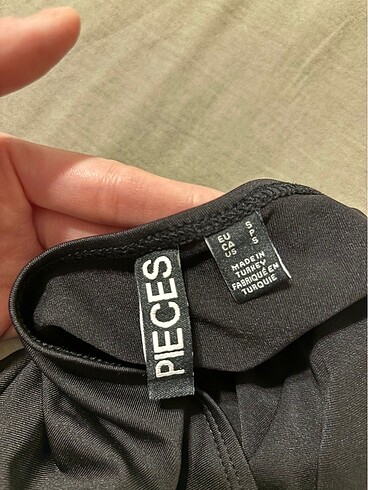 PIECES
EU S
CA P
US S
MADE IN
TURKEY
FABRIQUÉ EN
TURQUIE